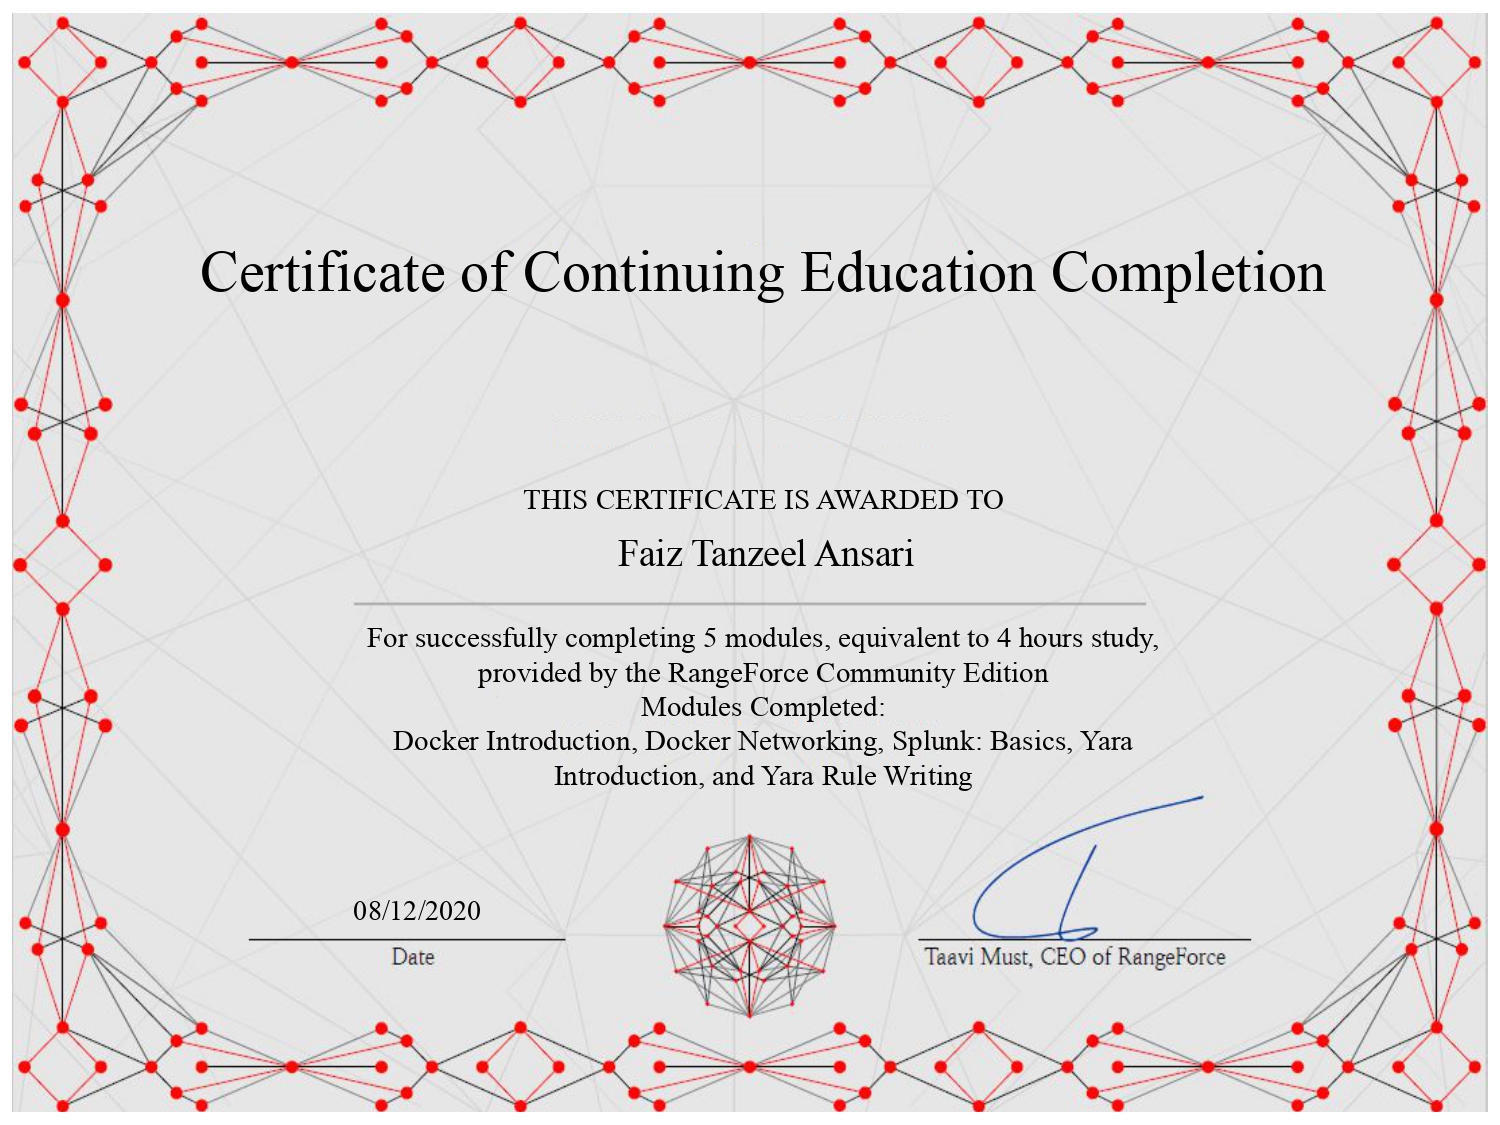 Certificate of Continuing Education Completion
THIS CERTIFICATE IS AWARDED TO
Faiz Tanzeel Ansari
For successfully completing 5 modules, equivalent to 4 hours study,
provided by the RangeForce Community Edition
Modules Completed:
Docker Introduction, Docker Networking, Splunk: Basics, Yara
Introduction, and Yara Rule Writing
08/12/2020
Date
Taavi Must, CEO of RangeForce